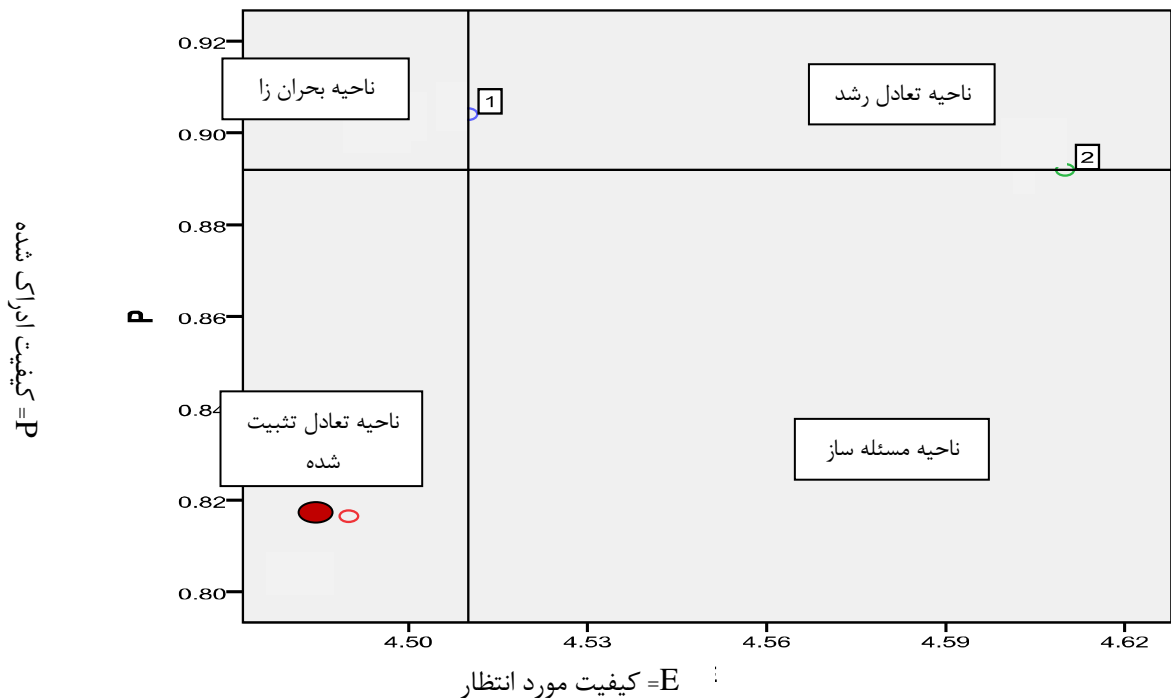 0.92
ناحیه بحران زا
1
ناحیه تعادل رشد
0.90
2
0.88
0.86
P
P= کیفیت ادراک شده
0.84
ناحیه تعادل تثبیت
شده
ناحیه مسئله ساز
0.82
0.80
4.50
4.53
4.56
4.59
4.62
E= کیفیت مورد انتظار